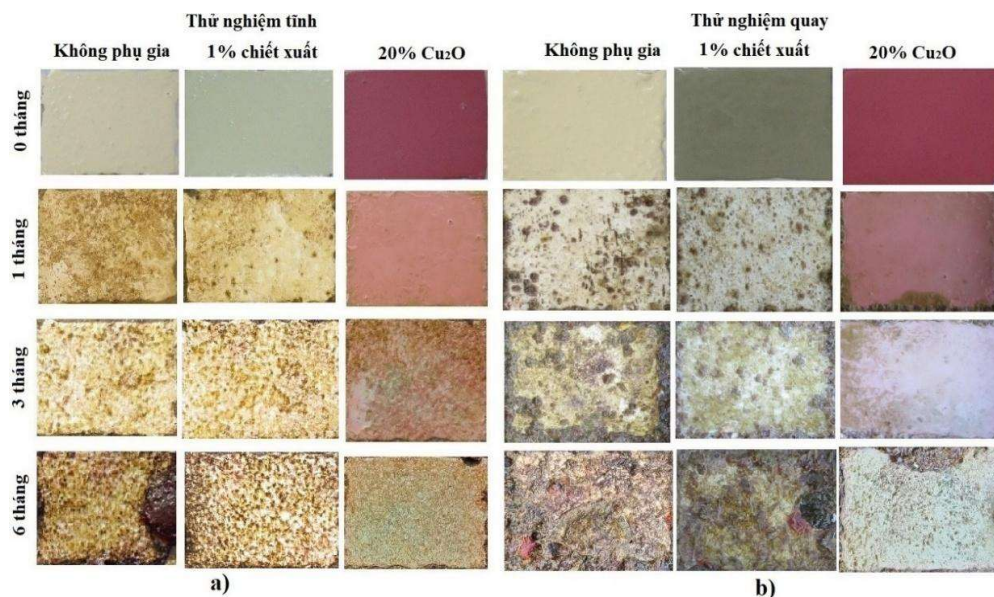 Thử nghiệm tĩnh
Không phụ gia 1% chiết xuất 20% Cu₂O
Thử nghiệm quay
Không phụ gia 1% chiết xuất 20% Cu₂O
0 tháng
1 tháng
3 tháng
6 tháng
a)
b)